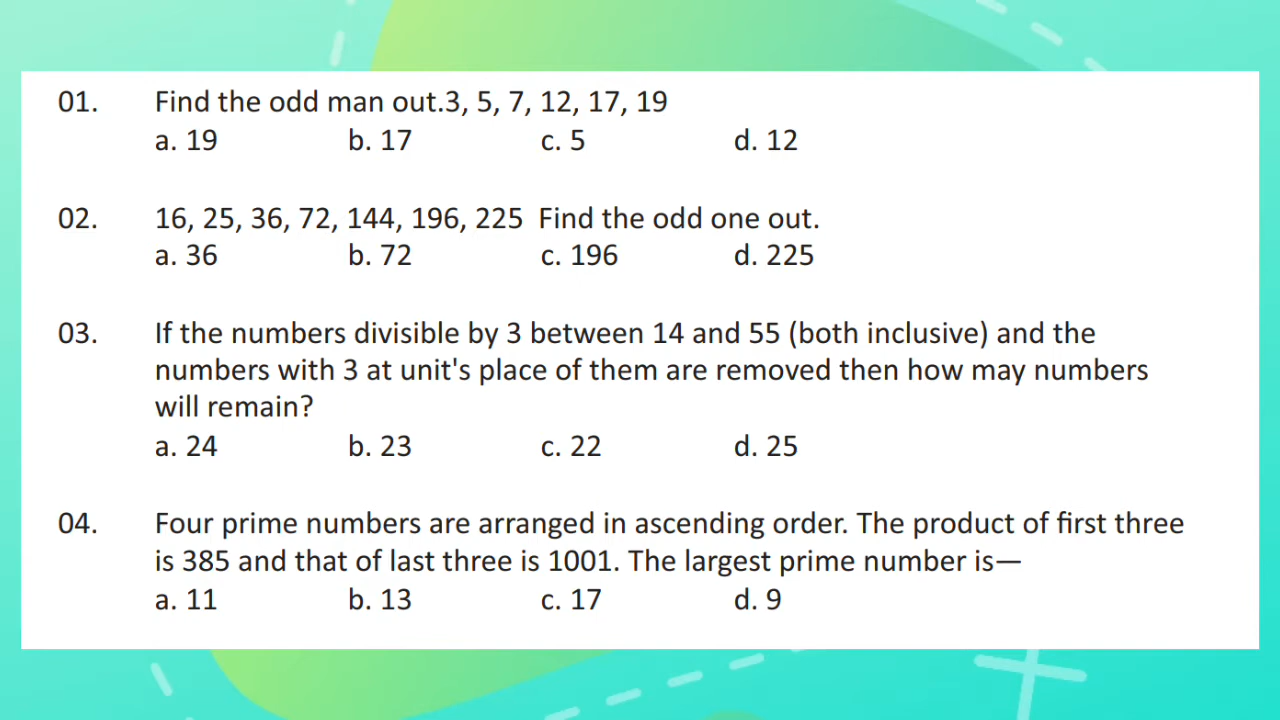 01. Find the odd man out.3, 5, 7, 12, 17, 19
a. 19 b. 17 c. 5 d. 12
02. 16, 25, 36, 72, 144, 196, 225 Find the odd one out.
a. 36 b. 72 c. 196 d. 225
03. If the numbers divisible by 3 between 14 and 55 (both inclusive) and the
numbers with 3 at unit's place of them are removed then how may numbers
will remain?
a. 24 b. 23 c. 22 d. 25
04. Four prime numbers are arranged in ascending order. The product of first three
is 385 and that of last three is 1001. The largest prime number is—
a. 11 b. 13 c. 17 d. 9